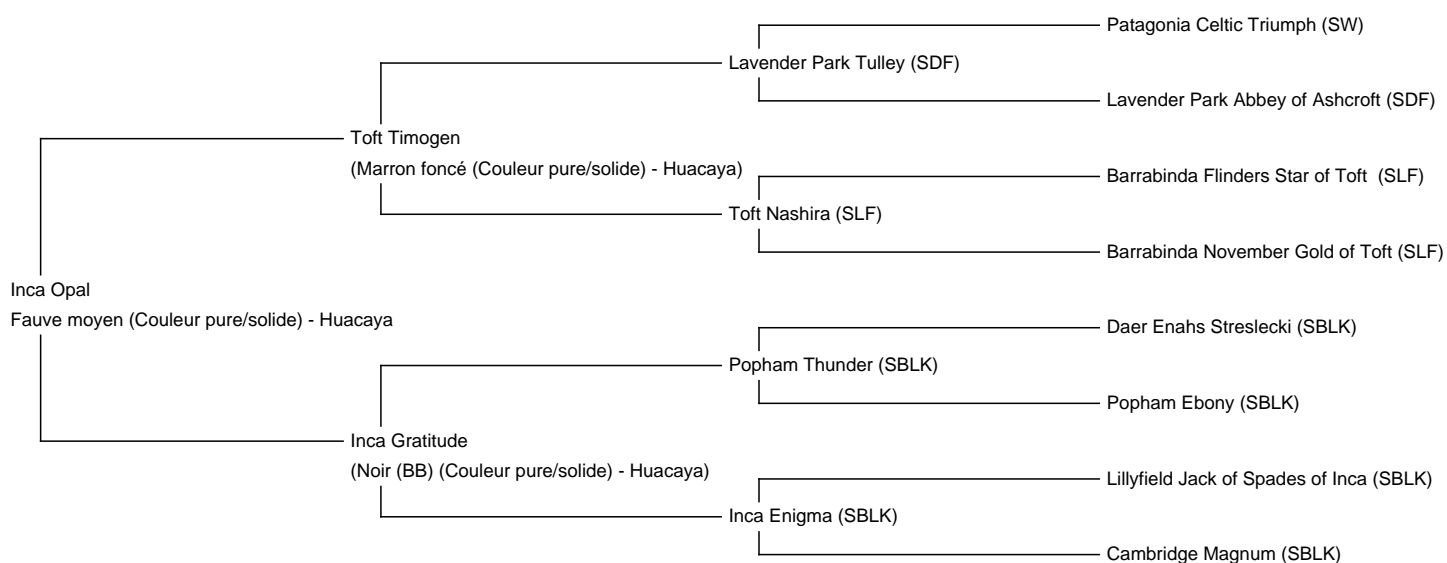 Patagonia Celtic Triumph (SW)
Lavender Park Tulley (SDF)
Lavender Park Abbey of Ashcroft (SDF)
Toft Timogen
(Marron foncé (Couleur pure/solide) - Huacaya)
Barrabinda Flinders Star of Toft  (SLF)
Toft Nashira (SLF)
Barrabinda November Gold of Toft (SLF)
Inca Opal
Fauve moyen (Couleur pure/solide) - Huacaya
Daer Enahs Streslecki (SBLK)
Popham Thunder (SBLK)
Popham Ebony (SBLK)
Inca Gratitude
(Noir (BB) (Couleur pure/solide) - Huacaya)
Lillyfield Jack of Spades of Inca (SBLK)
Inca Enigma (SBLK)
Cambridge Magnum (SBLK)